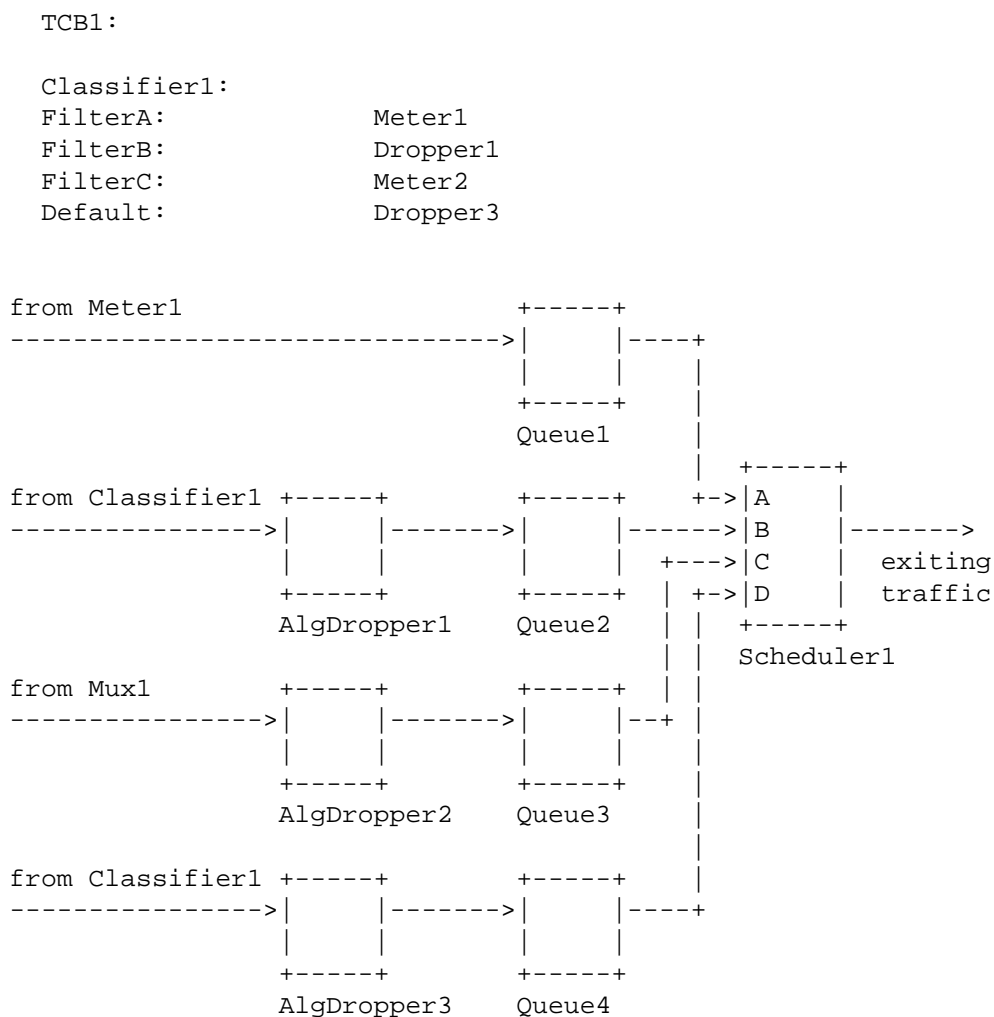 TCB1:
Classifier1:
FilterA: Meter1
FilterB: Dropper1
FilterC: Meter2
Default: Dropper3
from Meter1
Queue1
from Classifier1
A
B
C exiting
D traffic
AlgDropper1 Queue2
Scheduler1
from Mux1
AlgDropper2 Queue3
from Classifier1
AlgDropper3 Queue4